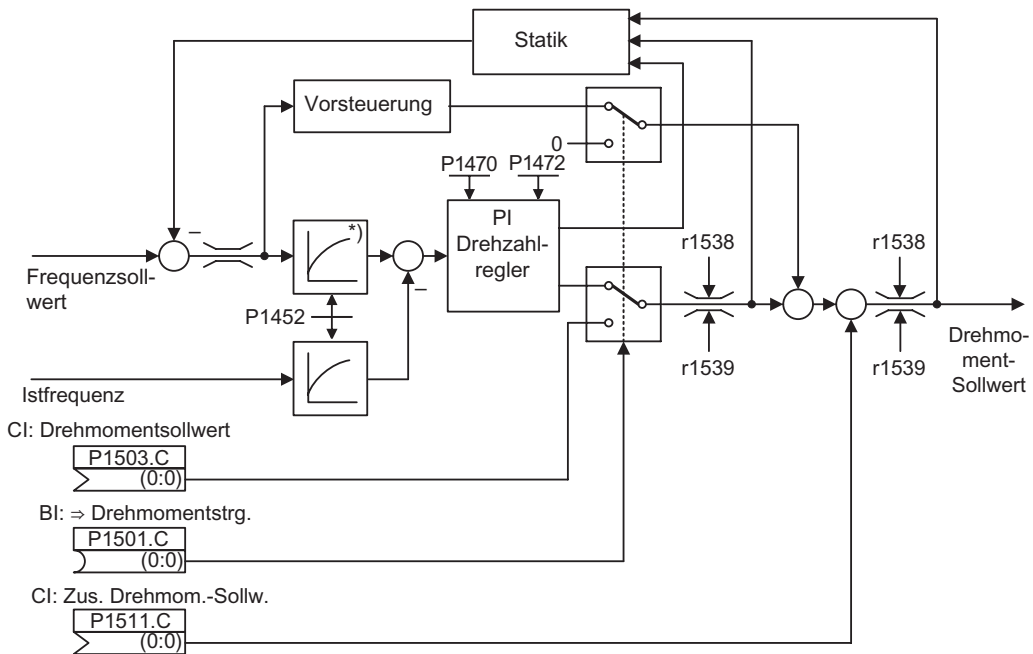 Statik
Vorsteuerung
0
P1470
P1472
*)
PI
Drehzahl-
regler
–
–
r1538
r1538
Frequenzsoll-
wert
P1452
r1539
r1539
Drehmo-
ment-
Sollwert
Istfrequenz
CI: Drehmomentsollwert
P1503.C
(0:0)
BI: ⇒ Drehmomentstrg.
P1501.C
(0:0)
CI: Zus. Drehmom.-Sollw.
P1511.C
(0:0)